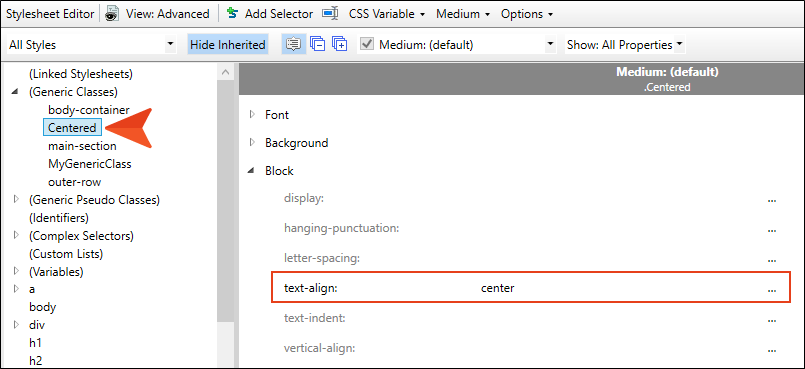 Stylesheet Editor View: Advanced Add Selector CSS Variable Medium Options
All Styles Hide Inherited Medium: (default) Show: All Properties
(Linked Stylesheets)
(Generic Classes)
body-container
Centered
main-section
MyGenericClass
outer-row
(Generic Pseudo Classes)
(Identifiers)
(Complex Selectors)
(Custom Lists)
(Variables)
a
body
div
h1
h2
Medium: (default)
.Centered
Font
Background
Block
display: ...
hanging-punctuation: ...
letter-spacing: ...
text-align: center ...
text-indent: ...
vertical-align: ...